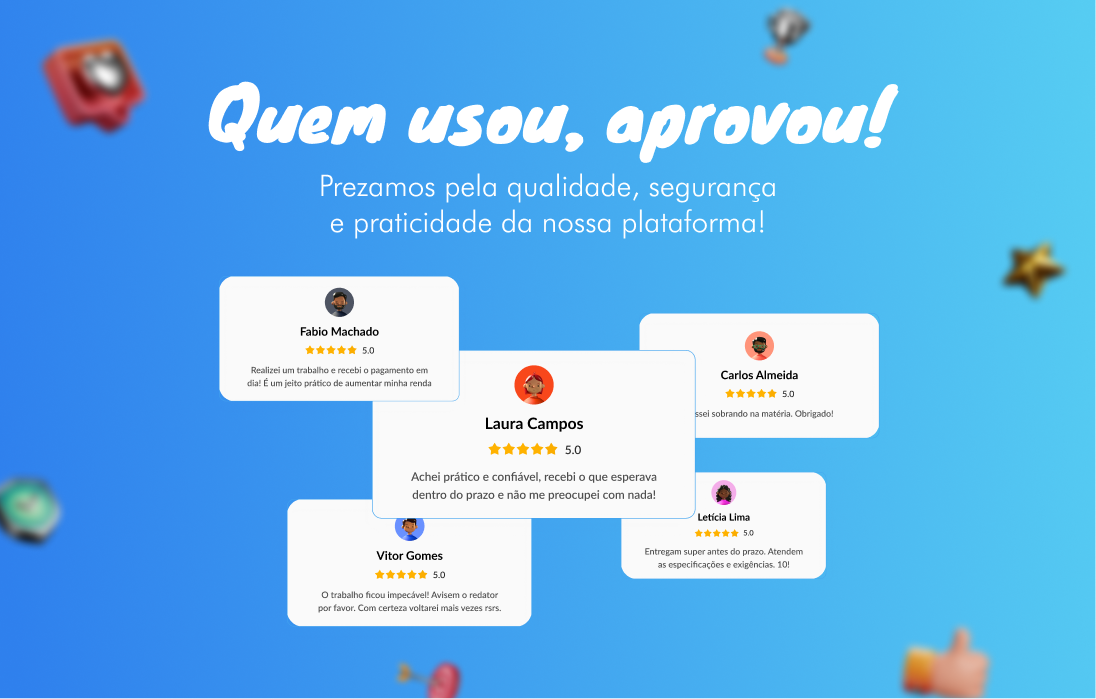 Quem usou, aprovou!
Prezamos pela qualidade, segurança
e praticidade da nossa plataforma!
Fabio Machado
5.0
Realizei um trabalho e recebi o pagamento em
dia! É um jeito prático de aumentar minha renda
Carlos Almeida
5.0
sobrando na matéria. Obrigado!
Laura Campos
5.0
Achei prático e confiável, recebi o que esperava
dentro do prazo e não me preocupei com nada!
Letícia Lima
5.0
Entregam super antes do prazo. Atendem
as especificações e exigências. 10!
Vitor Gomes
5.0
O trabalho ficou impecável! Avisem o redator
por favor. Com certeza voltarei mais vezes rsrs.